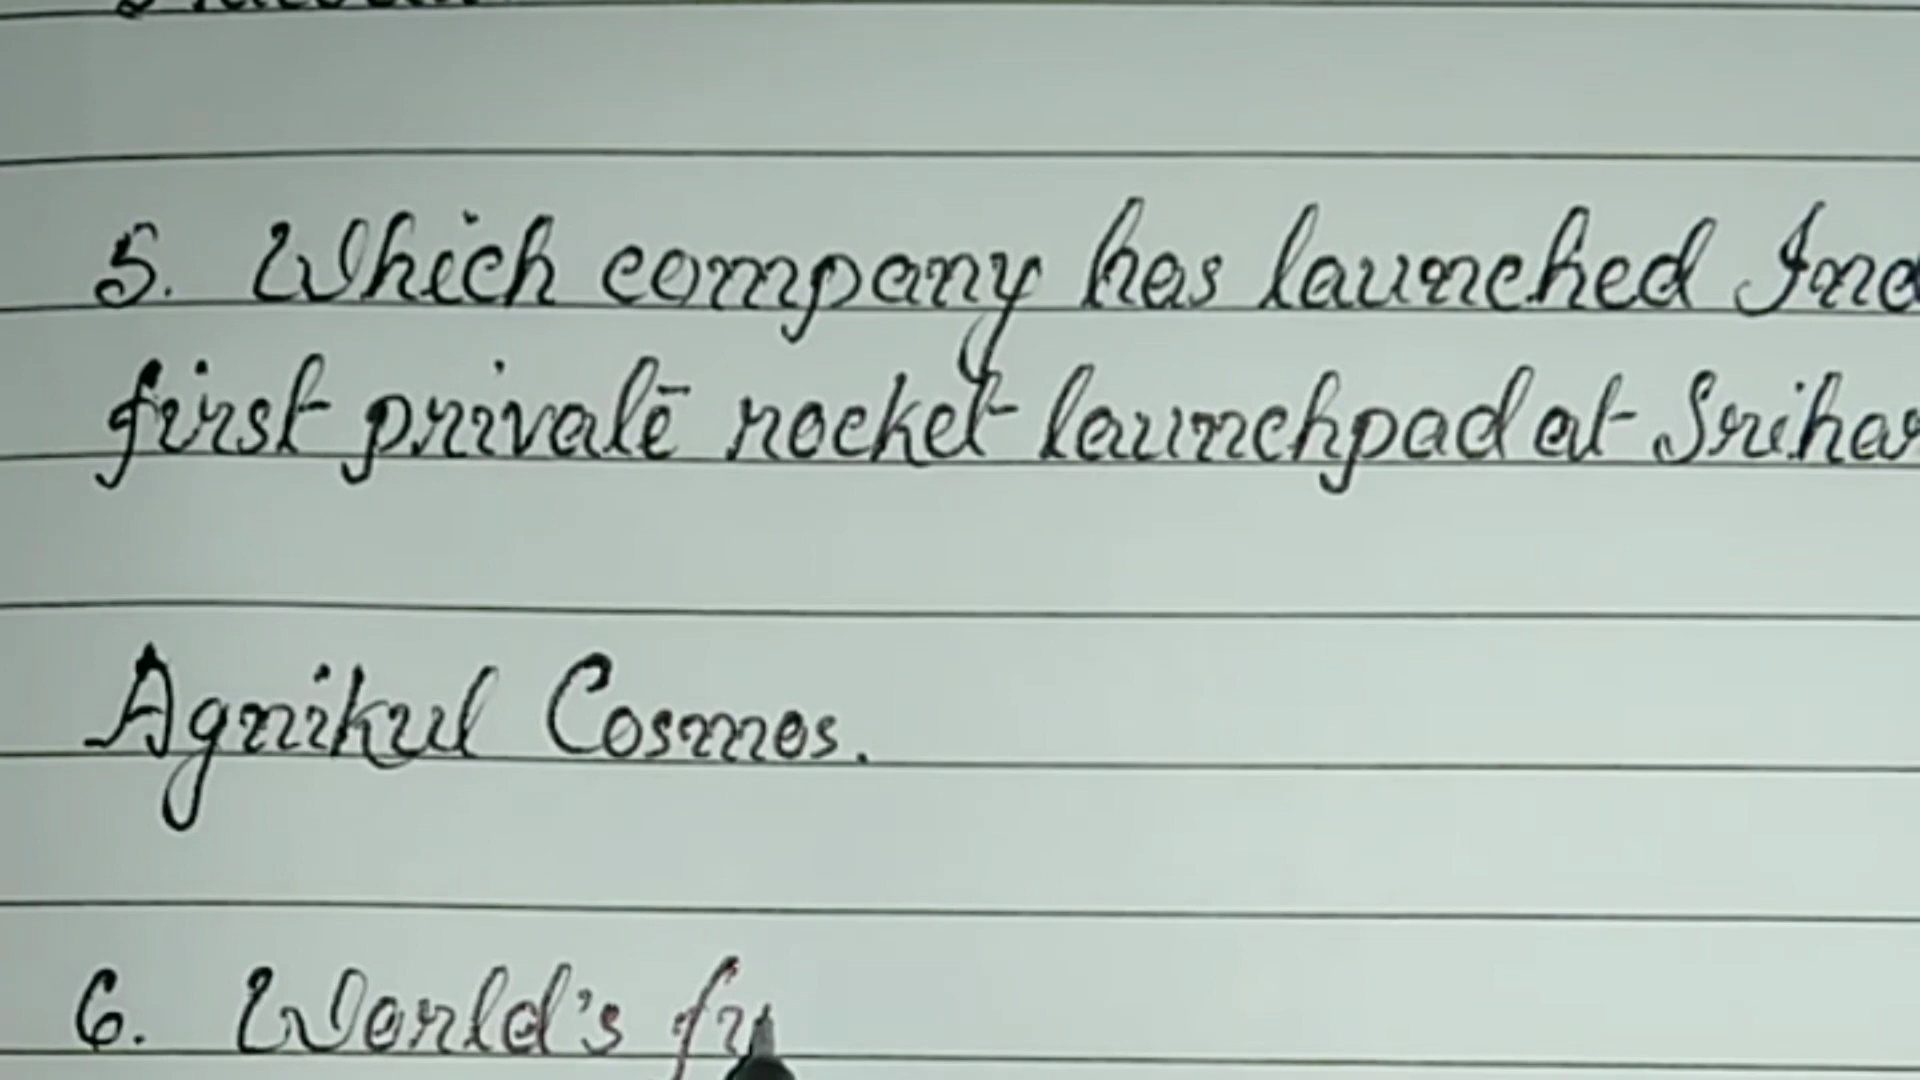 5. Which company has launched Ind
first private rocket launchpad at Srihar
Agnikul Cosmos.
6. World's